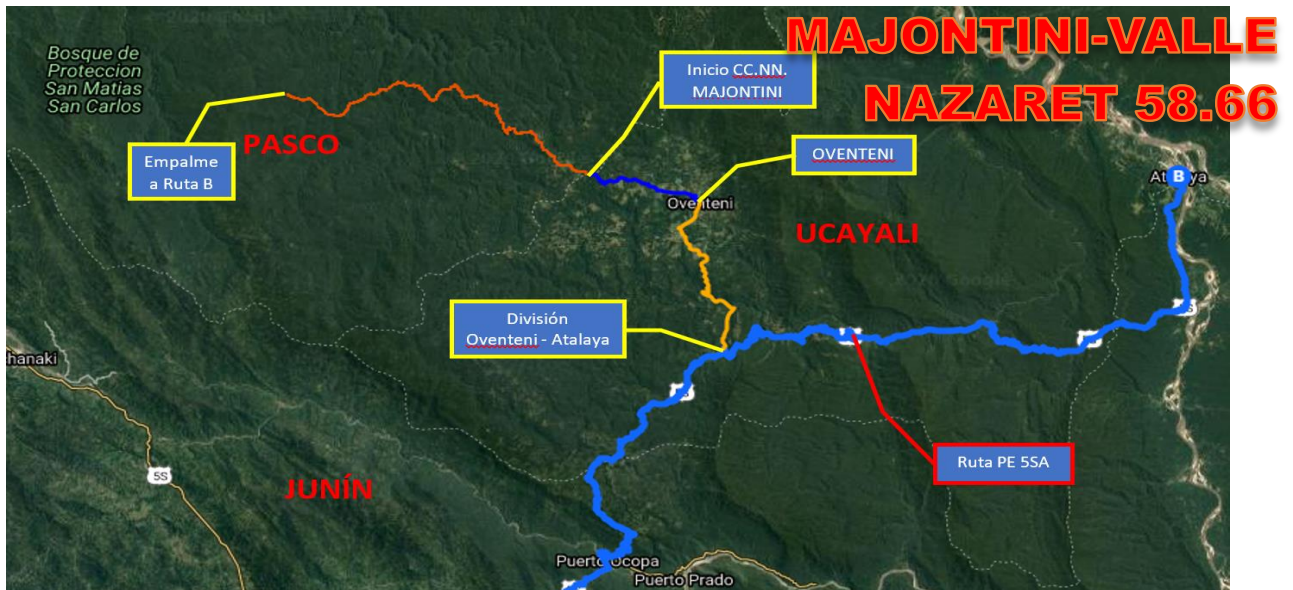 MAJONTINI-VALLE
NAZARET 58.66
Bosque de
Proteccion
San Matias
San Carlos
Inicio CC.NN.
MAJONTINI
PASCO
Empalme
a Ruta B
OVENTENI
B
Oventeni
UCAYALI
División
Oventeni - Atalaya
hanaki
Ruta PE 5SA
5S
JUNÍN
Puerto Ocopa
Puerto Prado